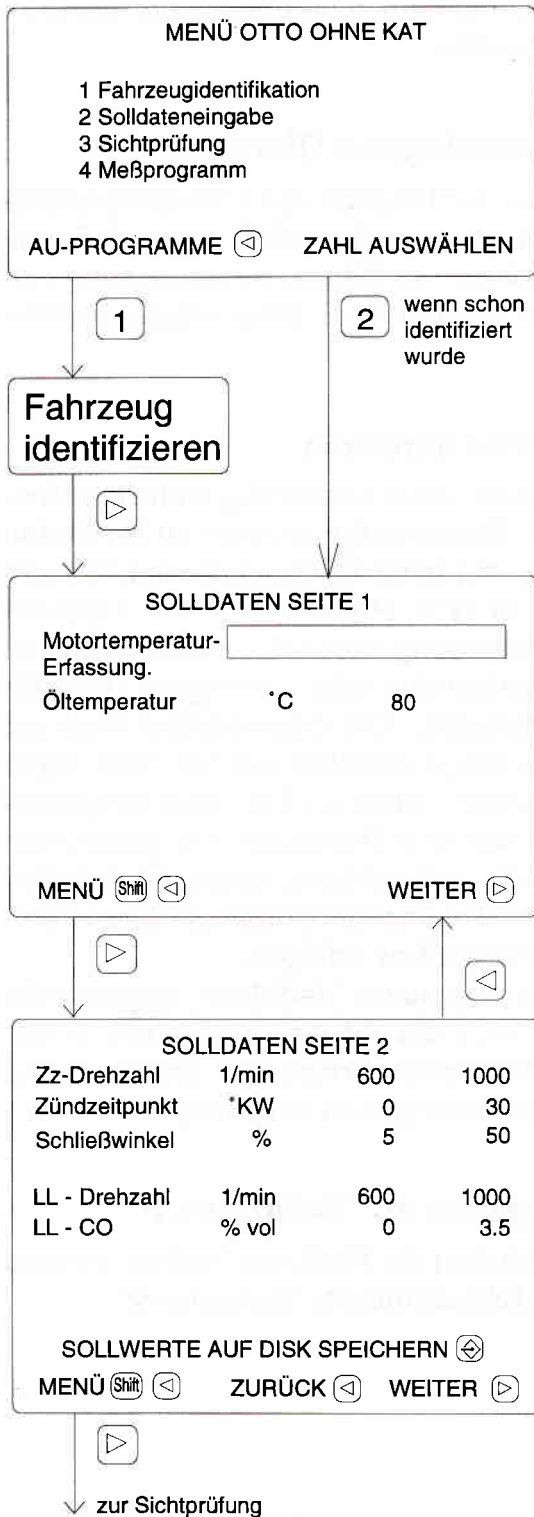 MENÜ OTTO OHNE KAT
1 Fahrzeugidentifikation
2 Solldateneingabe
3 Sichtprüfung
4 Meßprogramm
AU-PROGRAMME ZAHL AUSWÄHLEN
1
2 wenn schon
identifiziert
wurde
Fahrzeug
identifizieren
SOLLDATEN SEITE 1
Motortemperatur-
Erfassung.
Öltemperatur °C 80
MENÜ Shift WEITER
SOLLDATEN SEITE 2
Zz-Drehzahl 1/min 600 1000
Zündzeitpunkt °KW 0 30
Schließwinkel % 5 50
LL - Drehzahl 1/min 600 1000
LL - CO % vol 0 3.5
SOLLWERTE AUF DISK SPEICHERN
MENÜ Shift ZURÜCK WEITER
zur Sichtprüfung